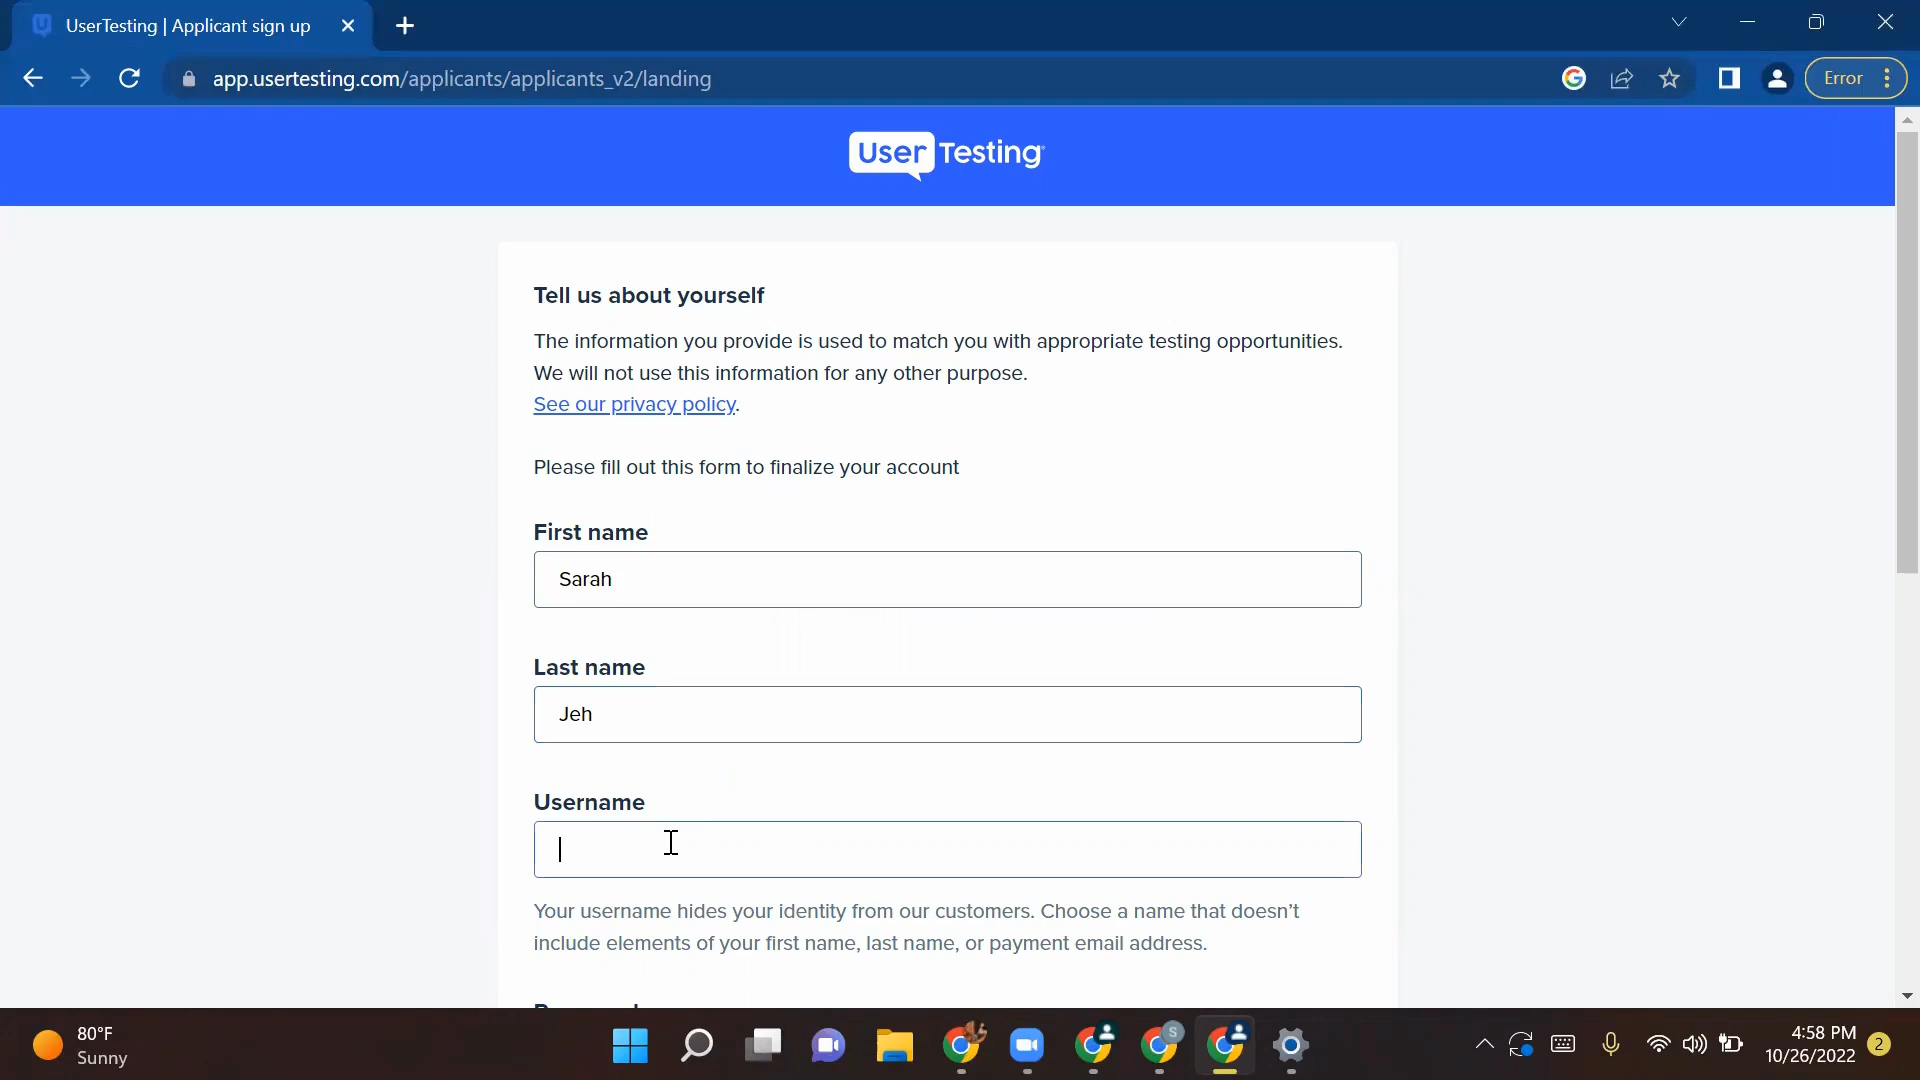 UserTesting | Applicant sign up
app.usertesting.com/applicants/applicants_v2/landing
Error
User Testing
Tell us about yourself
The information you provide is used to match you with appropriate testing opportunities.
We will not use this information for any other purpose.
See our privacy policy.
Please fill out this form to finalize your account
First name
Sarah
Last name
Jeh
Username
Your username hides your identity from our customers. Choose a name that doesn't
include elements of your first name, last name, or payment email address.
80°F
Sunny
S
4:58 PM
10/26/2022
2